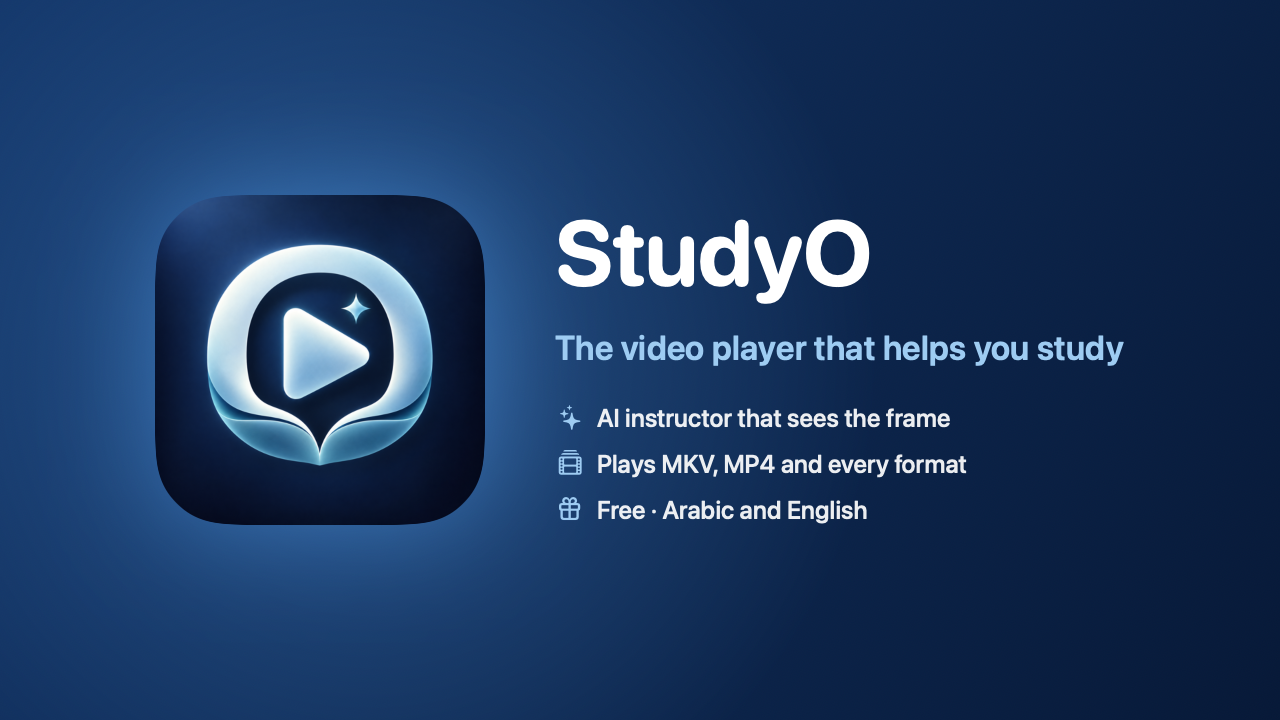 StudyO
The video player that helps you study
AI instructor that sees the frame
Plays MKV, MP4 and every format
Free · Arabic and English